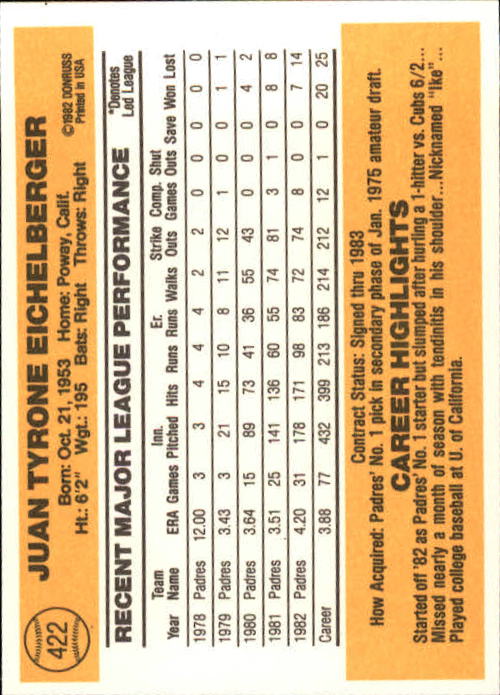 422
JUAN TYRONE EICHELBERGER
Born: Oct. 21, 1953 Home: Poway, Calif. ©1982 DONRUSS
Ht.: 6'2" Wgt.: 195 Bats: Right Throws: Right Printed in USA
RECENT MAJOR LEAGUE PERFORMANCE *Denotes Led League
Team Inn. Er. Strike Comp. Shut
Year Name ERA Games Pitched Hits Runs Runs Walks Outs Games Outs Save Won Lost
1978 Padres 12.00 3 3 4 4 4 2 2 0 0 0 0 0
1979 Padres 3.43 3 21 15 10 8 11 12 1 0 0 1 1
1980 Padres 3.64 15 89 73 41 36 55 43 0 0 0 4 2
1981 Padres 3.51 25 141 136 60 55 74 81 3 1 0 8 8
1982 Padres 4.20 31 178 171 98 83 72 74 8 0 0 7 14
Career 3.88 77 432 399 213 186 214 212 12 1 0 20 25
Contract Status: Signed thru 1983
How Acquired: Padres' No. 1 pick in secondary phase of Jan. 1975 amateur draft.
CAREER HIGHLIGHTS
Started off '82 as Padres' No. 1 starter but slumped after hurling a 1-hitter vs. Cubs 6/2...
Missed nearly a month of season with tendinitis in his shoulder...Nicknamed "Ike"...
Played college baseball at U. of California.